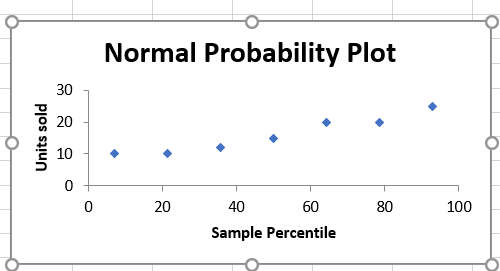 Normal Probability Plot
Units sold
30
20
10
0
0 20 40 60 80 100
Sample Percentile